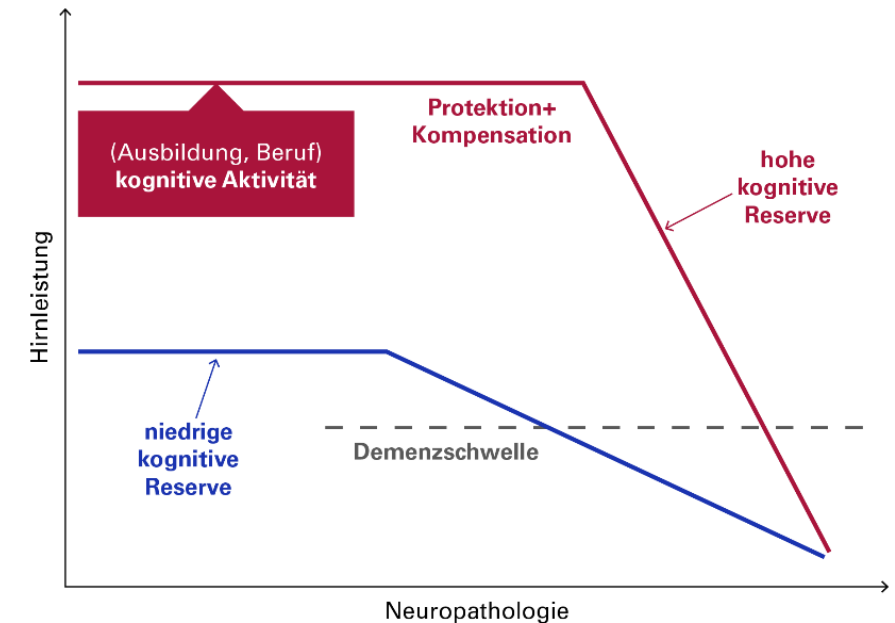 Protektion+
Kompensation
(Ausbildung, Beruf)
kognitive Aktivität
hohe
kognitive
Reserve
Hirnleistung
niedrige
kognitive
Reserve
Demenzschwelle
Neuropathologie